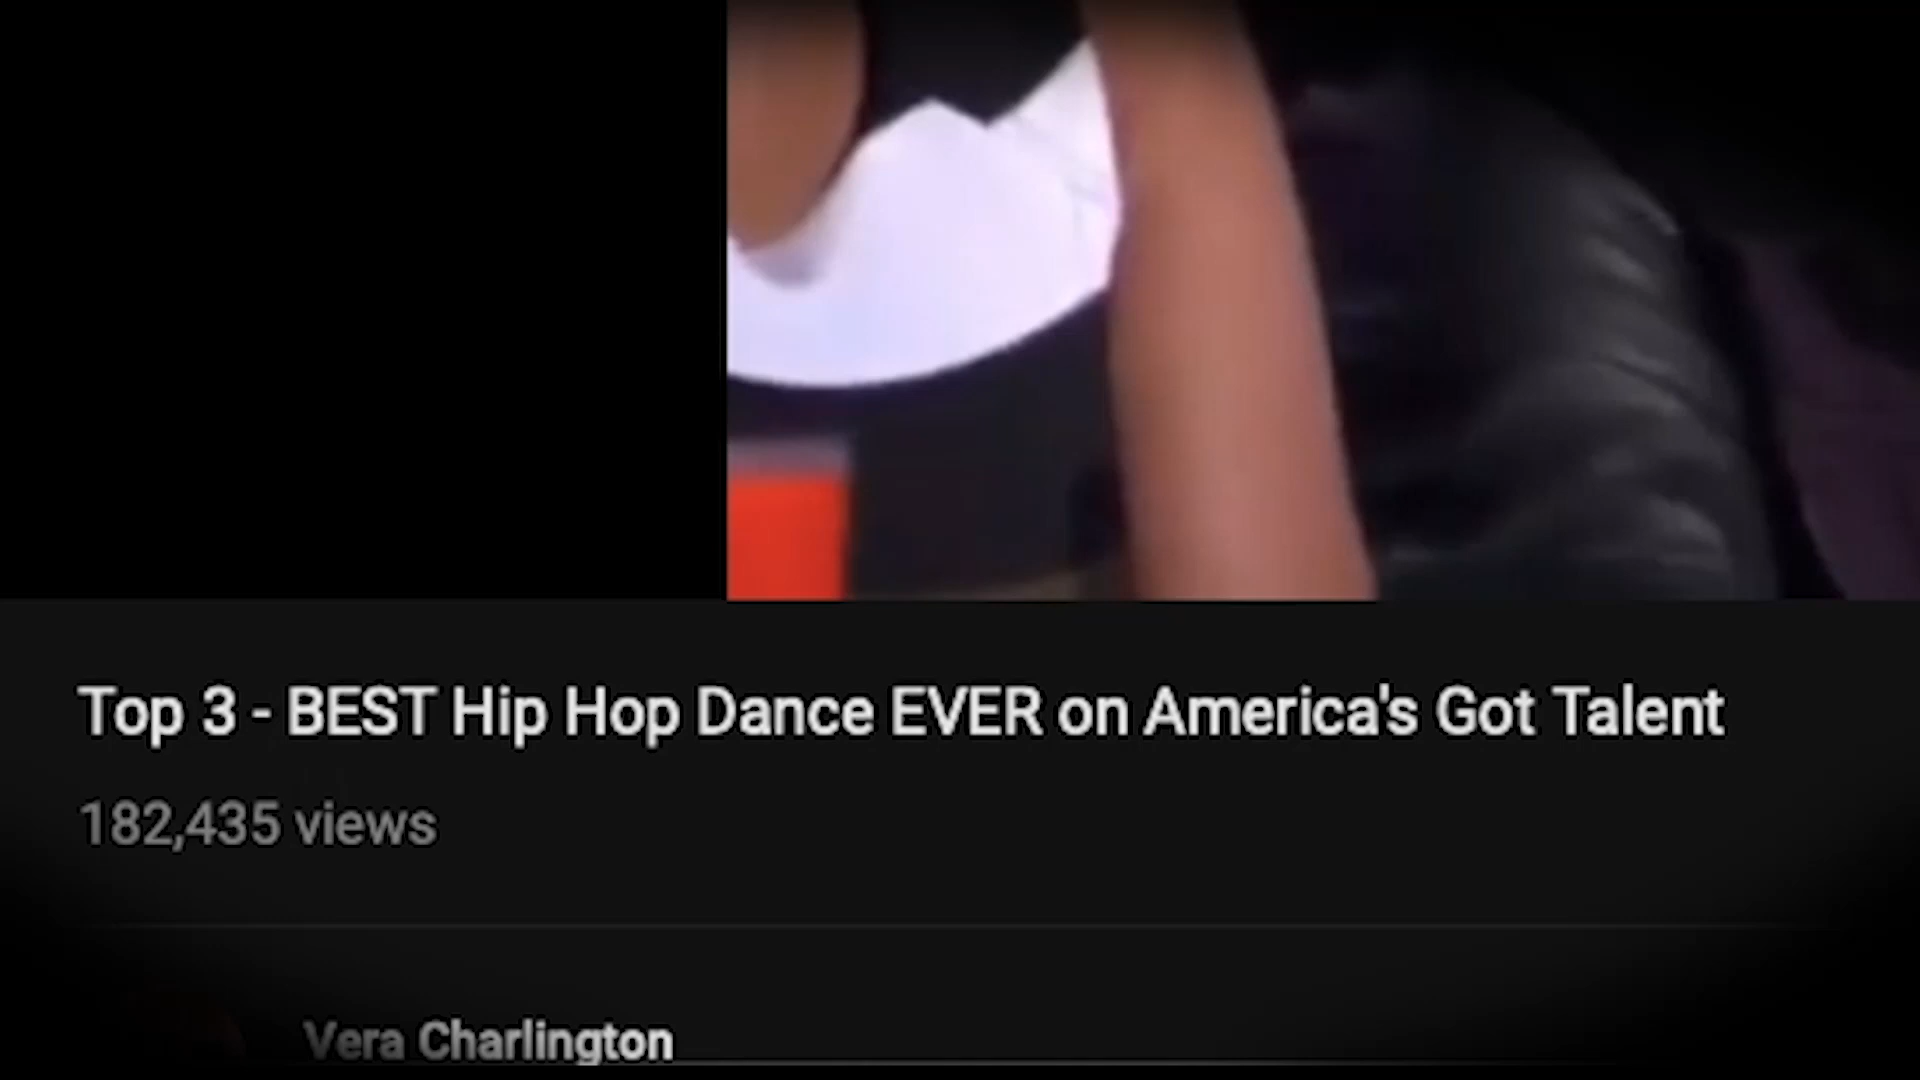 Top 3 - BEST Hip Hop Dance EVER on America's Got Talent
182,435 views
Vera Charlington